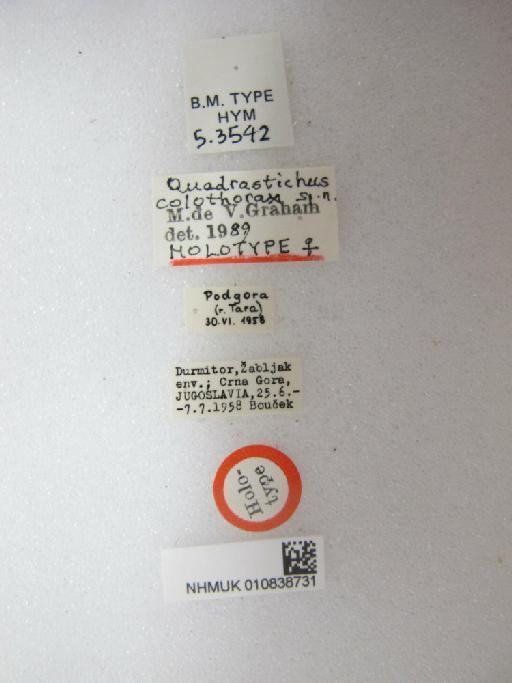 B.M. TYPE
HYM
5.3542
Quadrastichus
colothorax sp.n.
M.de V.Graham
det. 1989
HOLOTYPE ♀
Podgora
(r. Tara)
30.VI. 1958
Durmitor,Žabljak
env.; Crna Gora,
JUGOSLAVIA,25.6.-
-7.7.1958 Bouček
Holo-
type
NHMUK 010838731